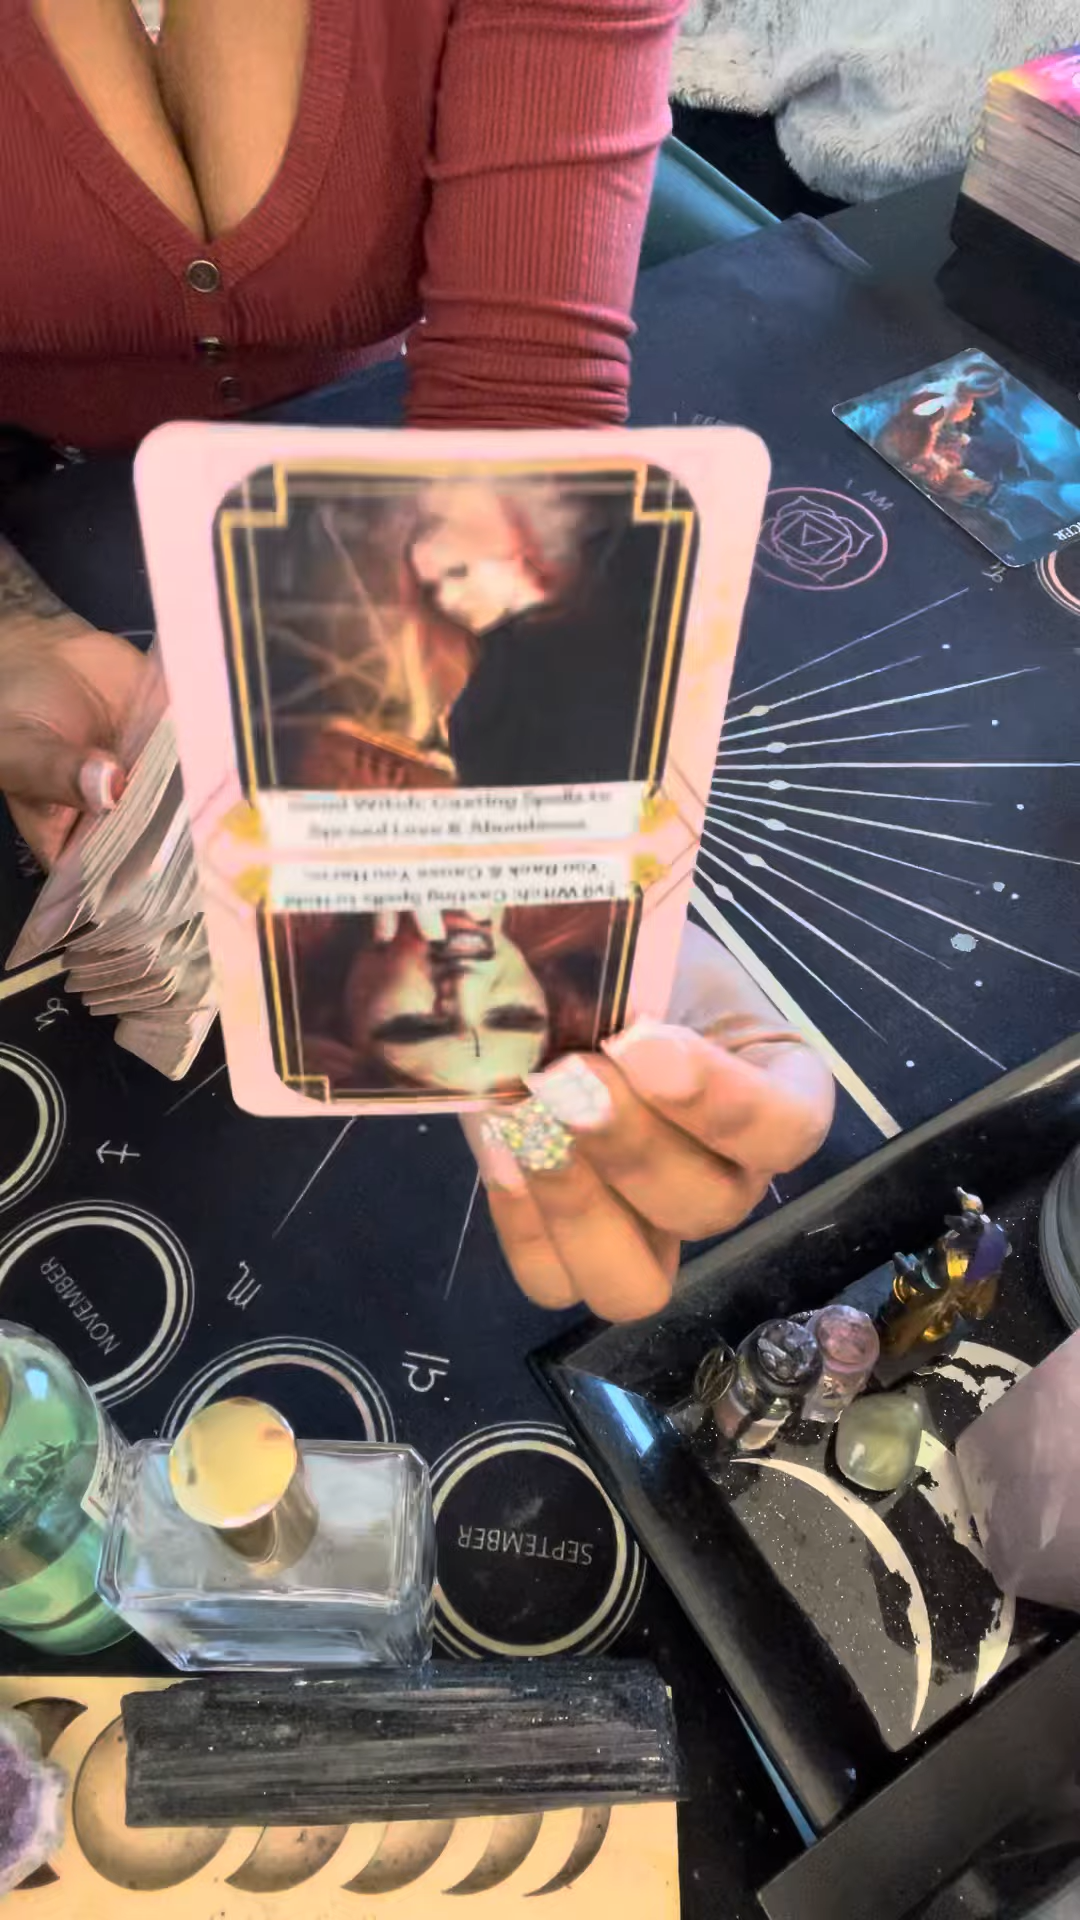 I AM
Good Witch: Casting Spells to
Spread Love & Abundance
Evil Witch: Casting Spells to Hold
You Back & Cause You Harm.
NOVEMBER
SEPTEMBER